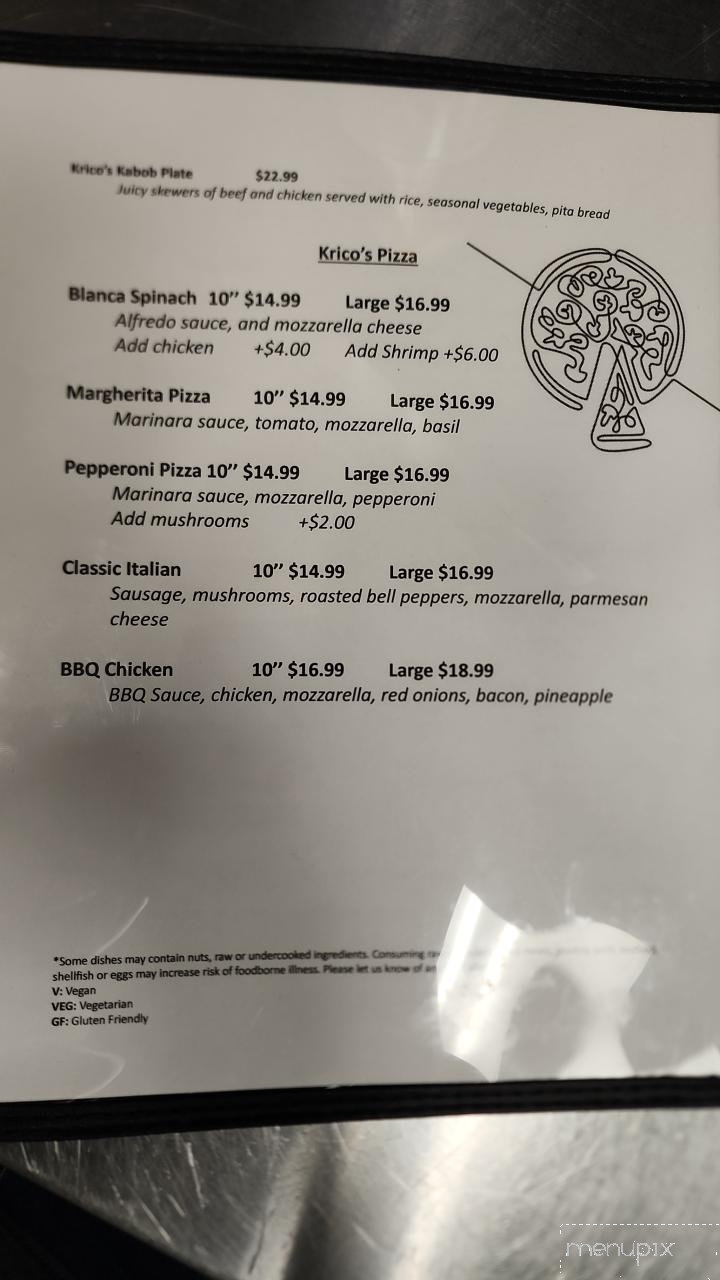 Krico's Kabob Plate $22.99
Juicy skewers of beef and chicken served with rice, seasonal vegetables, pita bread
Krico's Pizza
Blanca Spinach 10'' $14.99 Large $16.99
Alfredo sauce, and mozzarella cheese
Add chicken +$4.00 Add Shrimp +$6.00
Margherita Pizza 10'' $14.99 Large $16.99
Marinara sauce, tomato, mozzarella, basil
Pepperoni Pizza 10'' $14.99 Large $16.99
Marinara sauce, mozzarella, pepperoni
Add mushrooms +$2.00
Classic Italian 10'' $14.99 Large $16.99
Sausage, mushrooms, roasted bell peppers, mozzarella, parmesan
cheese
BBQ Chicken 10'' $16.99 Large $18.99
BBQ Sauce, chicken, mozzarella, red onions, bacon, pineapple
*Some dishes may contain nuts, raw or undercooked ingredients. Consuming
shellfish or eggs may increase risk of foodborne illness. Please let us know of
V: Vegan
VEG: Vegetarian
GF: Gluten Friendly
menupix